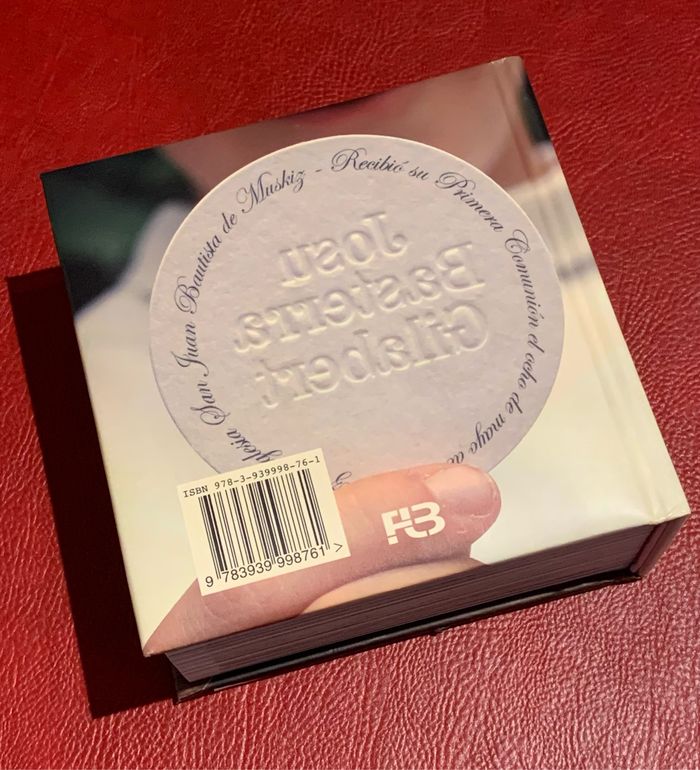 Iglesia San Juan Bautista de Muskiz - Recibió su Primera Comunión el ocho de mayo de
Josu
Basterra
Gilabert
ISBN 978-3-939998-76-1
9 783939 998761 >
FB